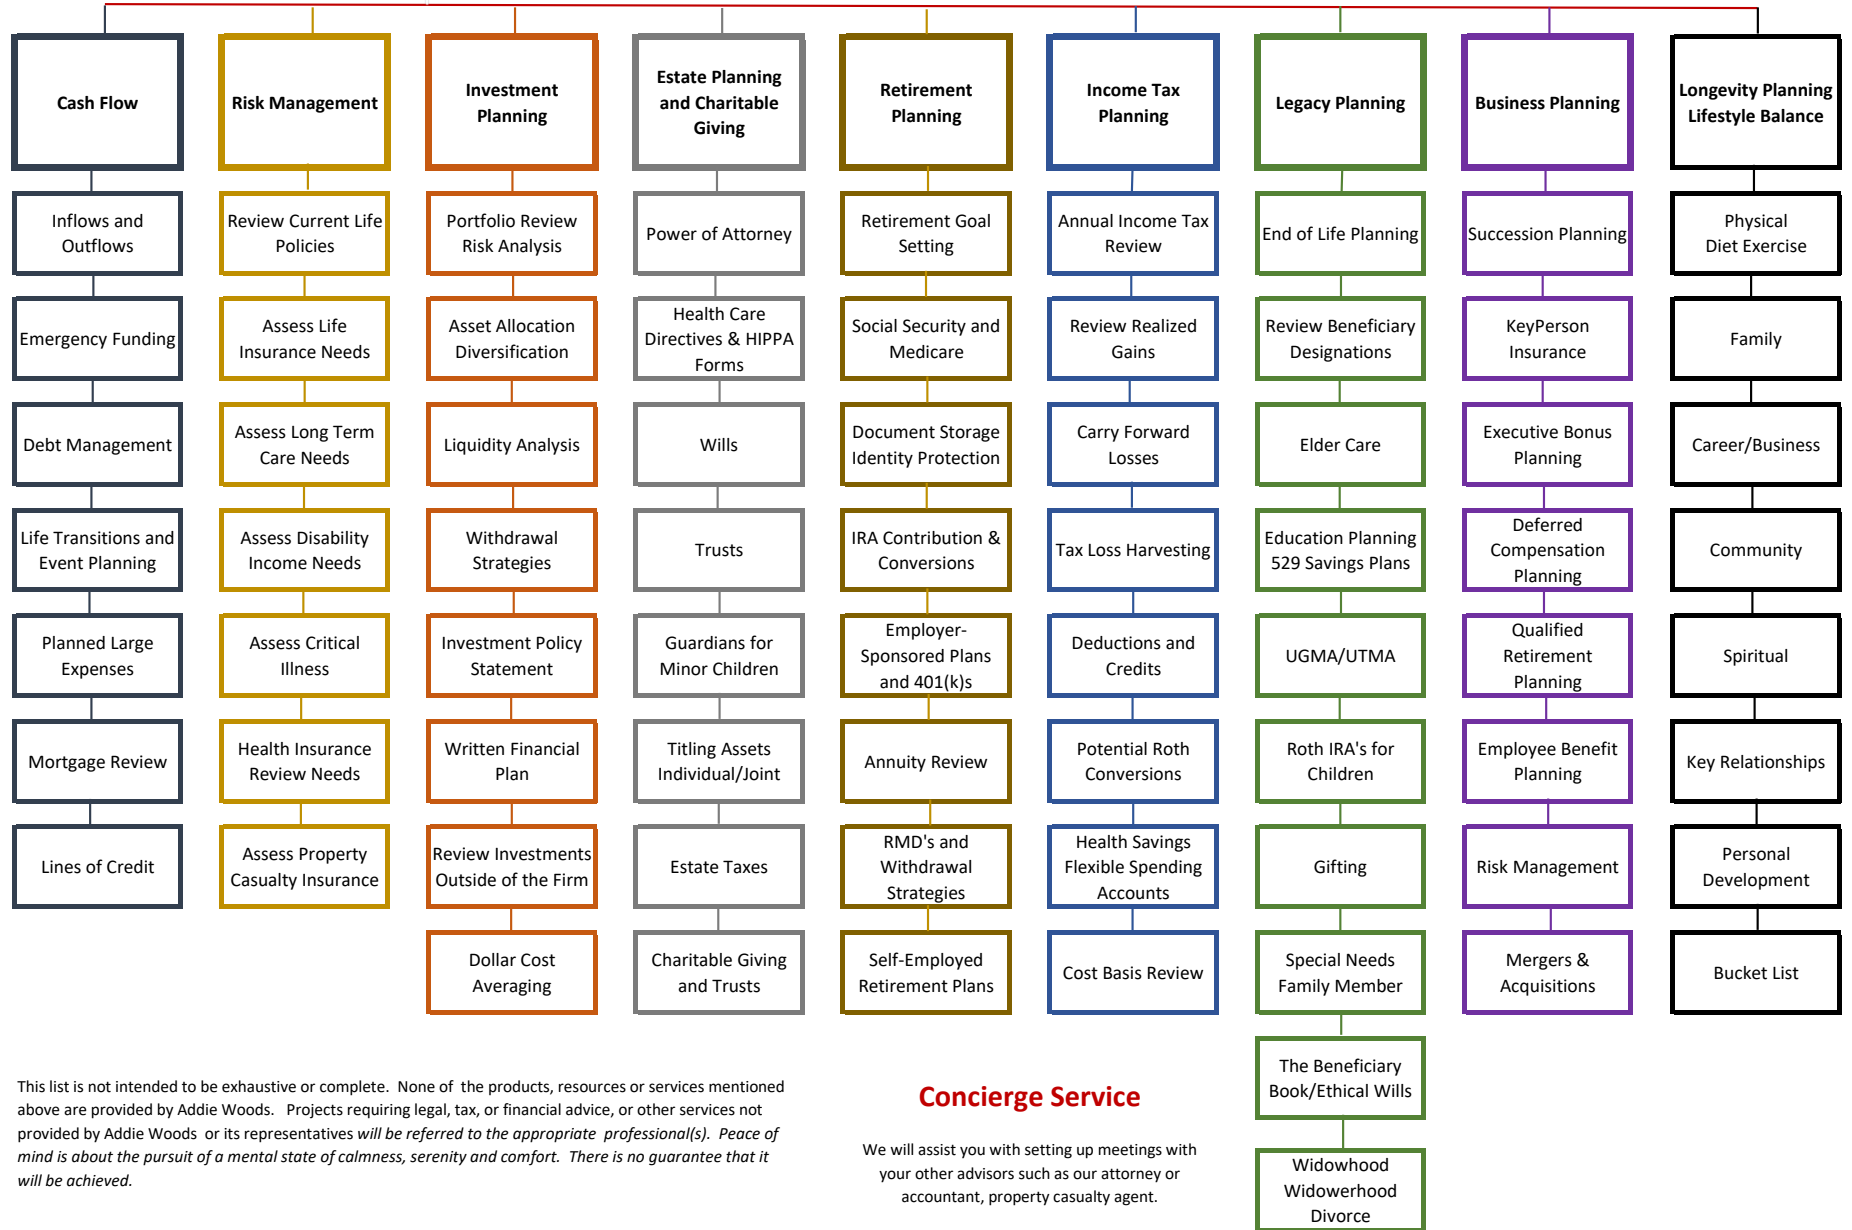 Cash Flow
Inflows and
Outflows
Emergency Funding
Debt Management
Life Transitions and
Event Planning
Planned Large
Expenses
Mortgage Review
Lines of Credit
Risk Management
Review Current Life
Policies
Assess Life
Insurance Needs
Assess Long Term
Care Needs
Assess Disability
Income Needs
Assess Critical
Illness
Health Insurance
Review Needs
Assess Property
Casualty Insurance
Investment
Planning
Portfolio Review
Risk Analysis
Asset Allocation
Diversification
Liquidity Analysis
Withdrawal
Strategies
Investment Policy
Statement
Written Financial
Plan
Review Investments
Outside of the Firm
Dollar Cost
Averaging
Estate Planning
and Charitable
Giving
Power of Attorney
Health Care
Directives & HIPPA
Forms
Wills
Trusts
Guardians for
Minor Children
Titling Assets
Individual/Joint
Estate Taxes
Charitable Giving
and Trusts
Retirement
Planning
Retirement Goal
Setting
Social Security and
Medicare
Document Storage
Identity Protection
IRA Contribution &
Conversions
Employer-
Sponsored Plans
and 401(k)s
Annuity Review
RMD's and
Withdrawal
Strategies
Self-Employed
Retirement Plans
Income Tax
Planning
Annual Income Tax
Review
Review Realized
Gains
Carry Forward
Losses
Tax Loss Harvesting
Deductions and
Credits
Potential Roth
Conversions
Health Savings
Flexible Spending
Accounts
Cost Basis Review
Legacy Planning
End of Life Planning
Review Beneficiary
Designations
Elder Care
Education Planning
529 Savings Plans
UGMA/UTMA
Roth IRA's for
Children
Gifting
Special Needs
Family Member
The Beneficiary
Book/Ethical Wills
Widowhood
Widowerhood
Divorce
Business Planning
Succession Planning
KeyPerson
Insurance
Executive Bonus
Planning
Deferred
Compensation
Planning
Qualified
Retirement
Planning
Employee Benefit
Planning
Risk Management
Mergers &
Acquisitions
Longevity Planning
Lifestyle Balance
Physical
Diet Exercise
Family
Career/Business
Community
Spiritual
Key Relationships
Personal
Development
Bucket List
This list is not intended to be exhaustive or complete. None of the products, resources or services mentioned
above are provided by Addie Woods. Projects requiring legal, tax, or financial advice, or other services not
provided by Addie Woods or its representatives will be referred to the appropriate professional(s). Peace of
mind is about the pursuit of a mental state of calmness, serenity and comfort. There is no guarantee that it
will be achieved.
Concierge Service
We will assist you with setting up meetings with
your other advisors such as our attorney or
accountant, property casualty agent.